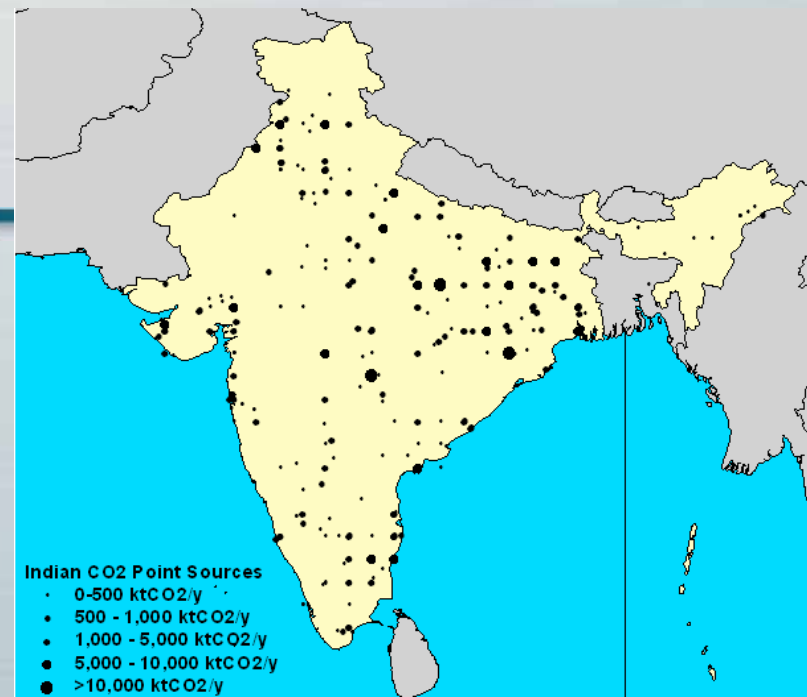 Indian CO2 Point Sources
0-500 ktCO2/y
500 - 1,000 ktCO2/y
1,000 - 5,000 ktCO2/y
5,000 - 10,000 ktCO2/y
>10,000 ktCO2/y